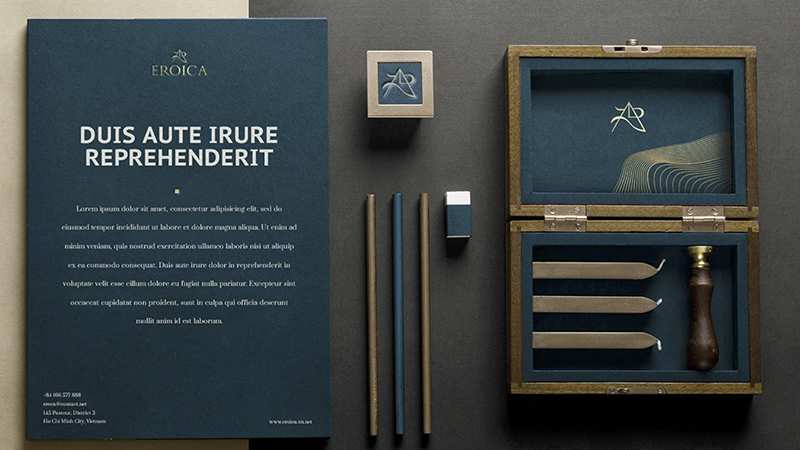 EROICA
DUIS AUTE IRURE
REPREHENDERIT
Lorem ipsum dolor sit amet, consectetur adipisicing elit, sed do
eiusmod tempor incididunt ut labore et dolore magna aliqua. Ut enim ad
minim veniam, quis nostrud exercitation ullamco laboris nisi ut aliquip
ex ea commodo consequat. Duis aute irure dolor in reprehenderit in
voluptate velit esse cillum dolore eu fugiat nulla pariatur. Excepteur sint
occaecat cupidatat non proident, sunt in culpa qui officia deserunt
mollit anim id est laborum.
+84 166 577 888
145 Pasteur, District 3
Ho Chi Minh City, Vietnam
www.eroica.vn.net